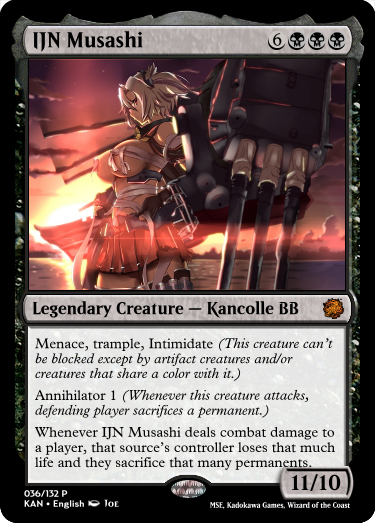 IJN Musashi 6
Legendary Creature — Kancolle BB
Menace, trample, Intimidate (This creature can't
be blocked except by artifact creatures and/or
creatures that share a color with it.)
Annihilator 1 (Whenever this creature attacks,
defending player sacrifices a permanent.)
Whenever IJN Musashi deals combat damage to
a player, that source's controller loses that much
life and they sacrifice that many permanents.
11/10
036/132 P
KAN • English JOE
MSE, Kadokawa Games, Wizard of the Coast